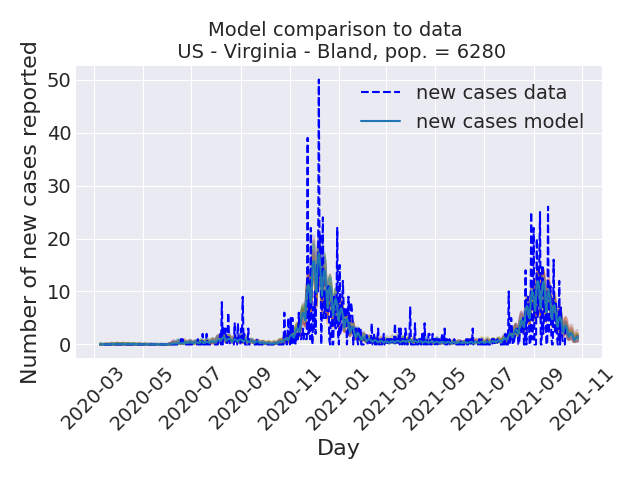 Model comparison to data
US - Virginia - Bland, pop. = 6280
Number of new cases reported
50
40
30
20
10
0
new cases data
new cases model
2020-03
2020-05
2020-07
2020-09
2020-11
2021-01
2021-03
2021-05
2021-07
2021-09
2021-11
Day